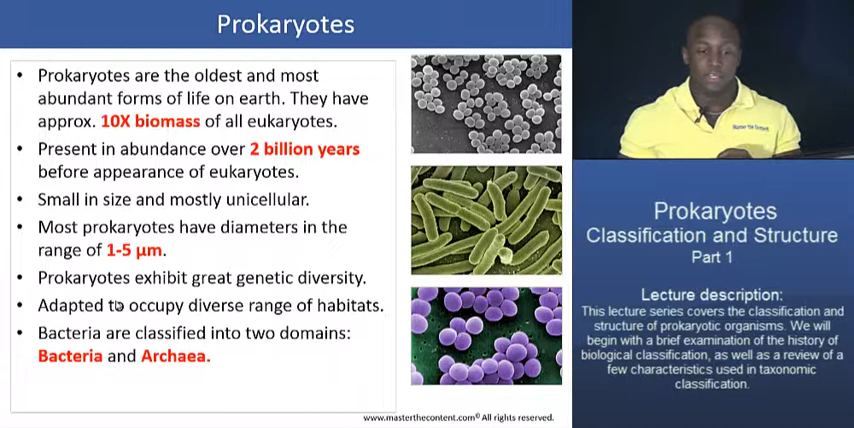 Prokaryotes
• Prokaryotes are the oldest and most
abundant forms of life on earth. They have
approx. 10X biomass of all eukaryotes.
• Present in abundance over 2 billion years
before appearance of eukaryotes.
• Small in size and mostly unicellular.
• Most prokaryotes have diameters in the
range of 1-5 µm.
• Prokaryotes exhibit great genetic diversity.
• Adapted to occupy diverse range of habitats.
• Bacteria are classified into two domains:
Bacteria and Archaea.
www.masterthecontent.com© All rights reserved.
Master the Content
Prokaryotes
Classification and Structure
Part 1
Lecture description:
This lecture series covers the classification and
structure of prokaryotic organisms. We will
begin with a brief examination of the history of
biological classification, as well as a review of a
few characteristics used in taxonomic
classification.